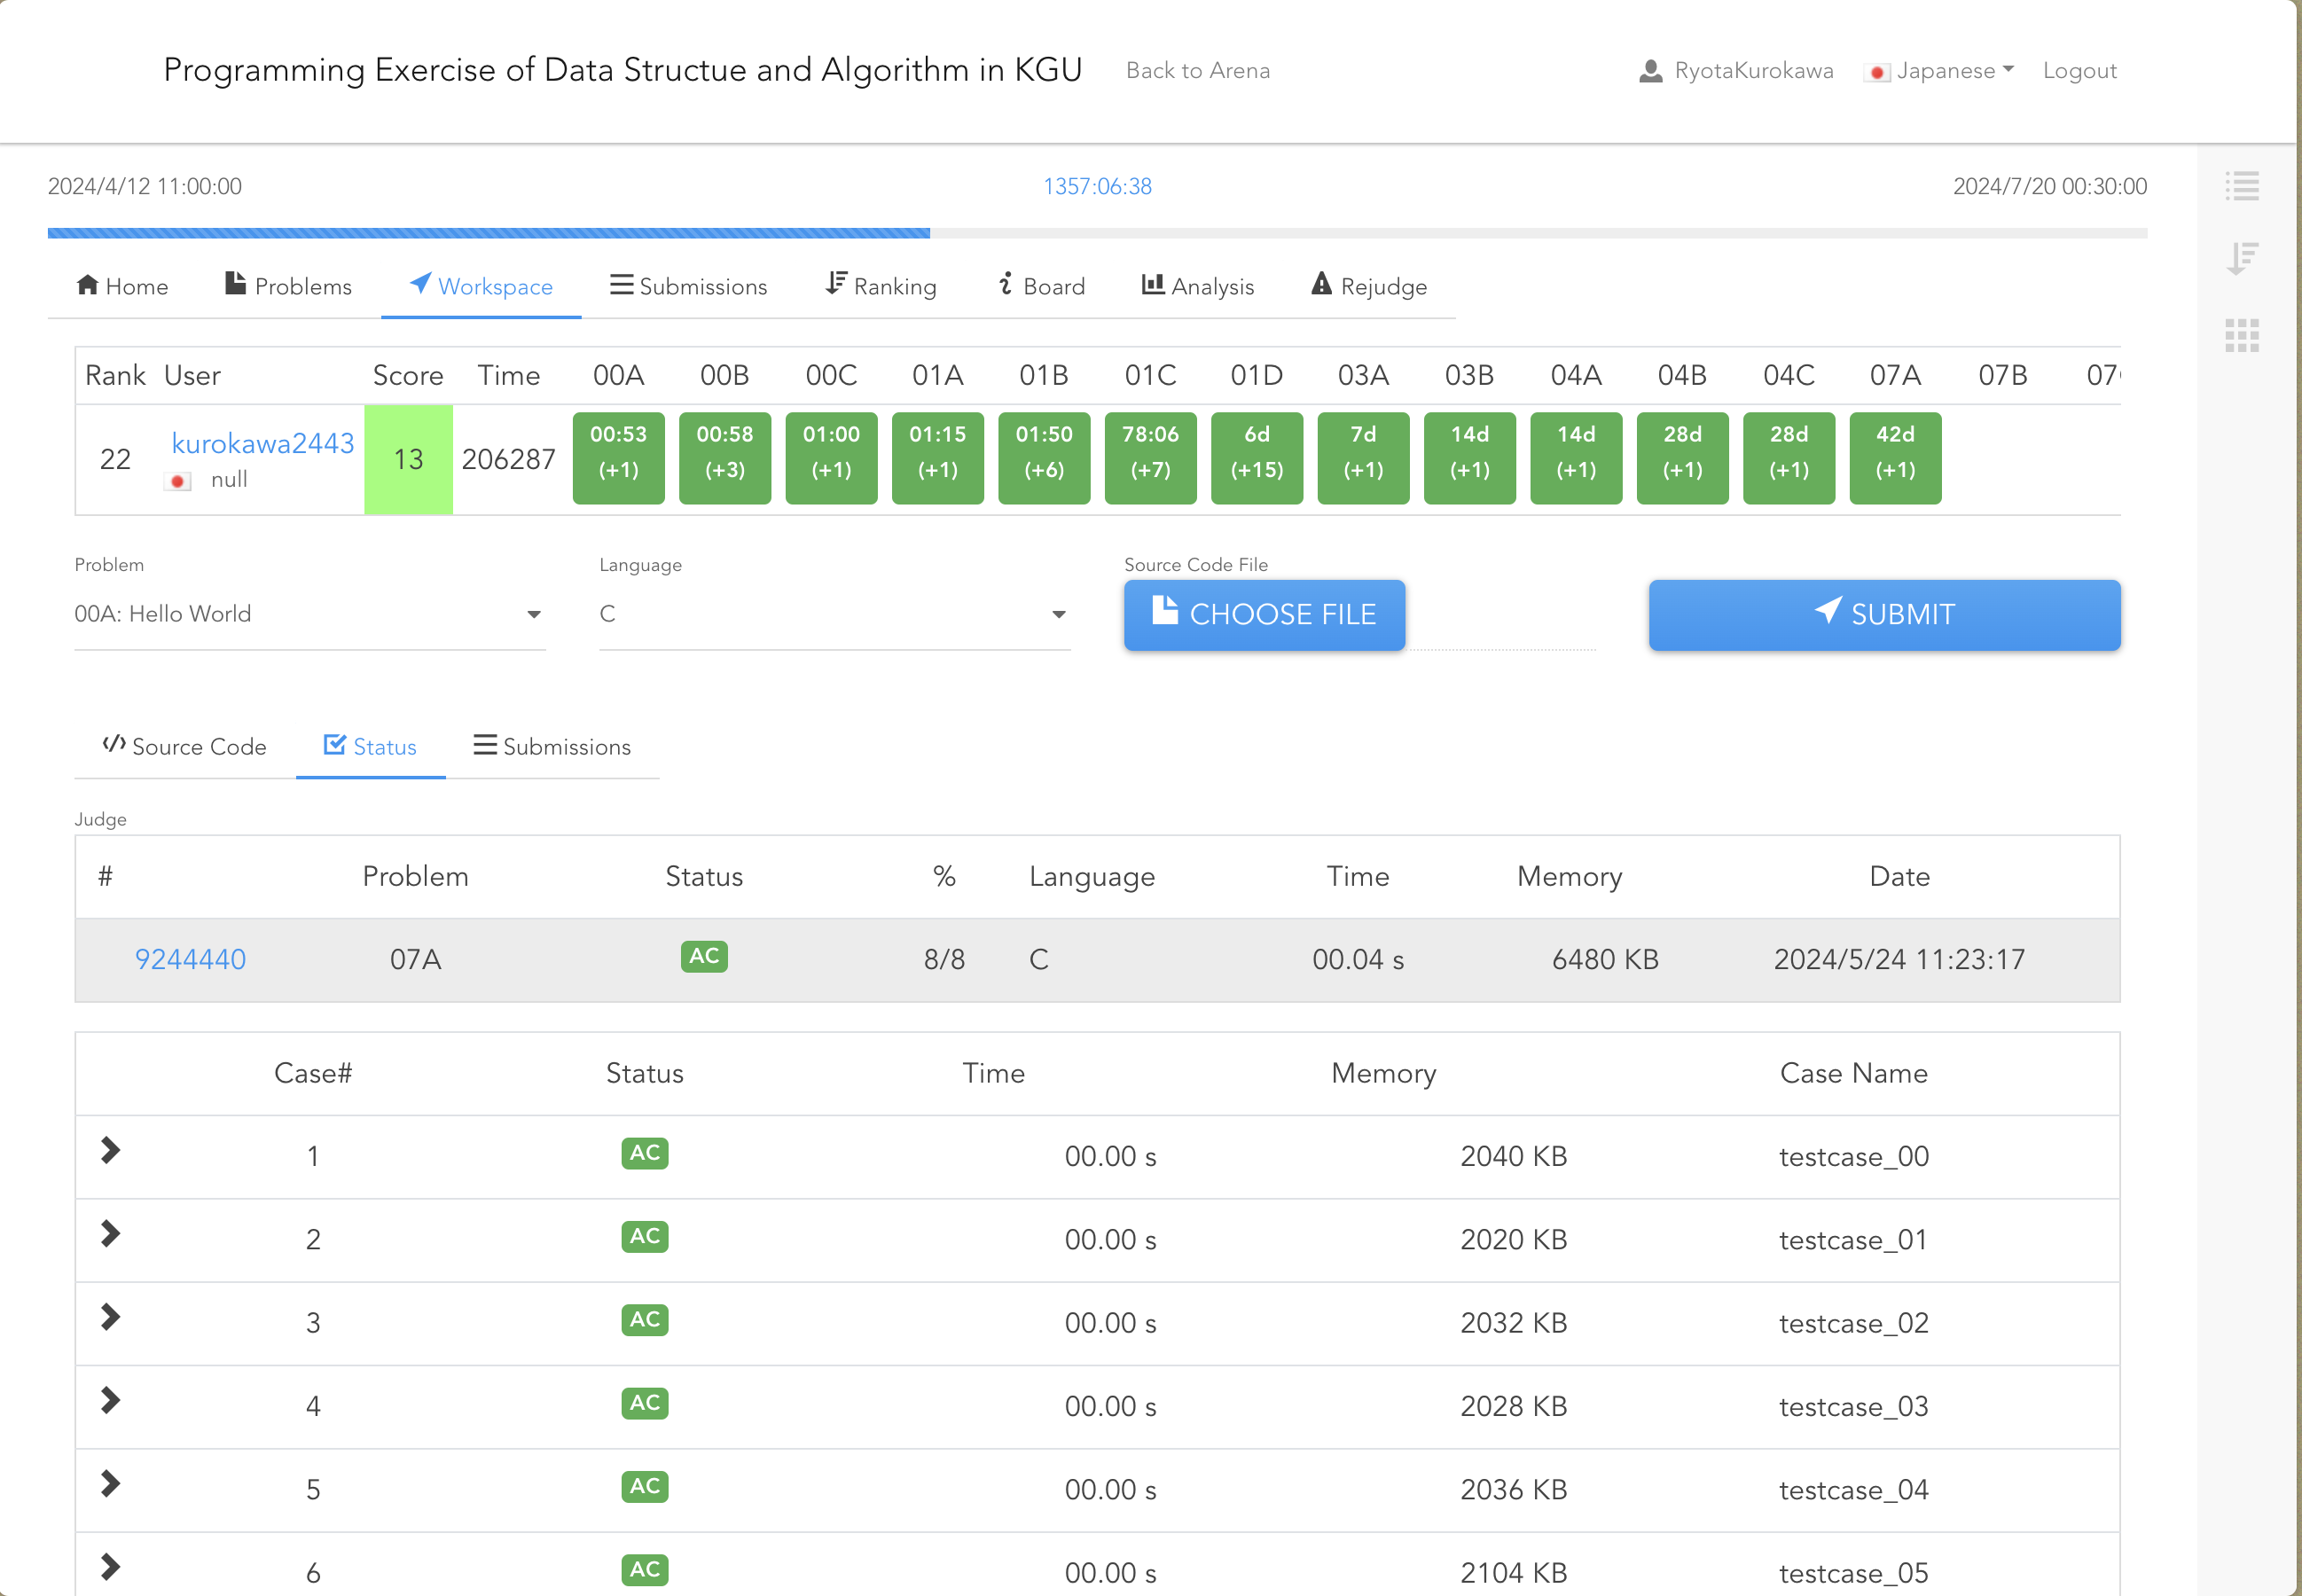 Programming Exercise of Data Structue and Algorithm in KGU Back to Arena RyotaKurokawa Japanese Logout
2024/4/12 11:00:00 1357:06:38 2024/7/20 00:30:00
Home Problems Workspace Submissions Ranking Board Analysis Rejudge
Rank User Score Time 00A 00B 00C 01A 01B 01C 01D 03A 03B 04A 04B 04C 07A 07B
22 kurokawa2443 null 13 206287 00:53 (+1) 00:58 (+3) 01:00 (+1) 01:15 (+1) 01:50 (+6) 78:06 (+7) 6d (+15) 7d (+1) 14d (+1) 14d (+1) 28d (+1) 28d (+1) 42d (+1)
Problem Language Source Code File
00A: Hello World C CHOOSE FILE SUBMIT
Source Code Status Submissions
Judge
# Problem Status % Language Time Memory Date
9244440 07A AC 8/8 C 00.04 s 6480 KB 2024/5/24 11:23:17
Case# Status Time Memory Case Name
1 AC 00.00 s 2040 KB testcase_00
2 AC 00.00 s 2020 KB testcase_01
3 AC 00.00 s 2032 KB testcase_02
4 AC 00.00 s 2028 KB testcase_03
5 AC 00.00 s 2036 KB testcase_04
6 AC 00.00 s 2104 KB testcase_05